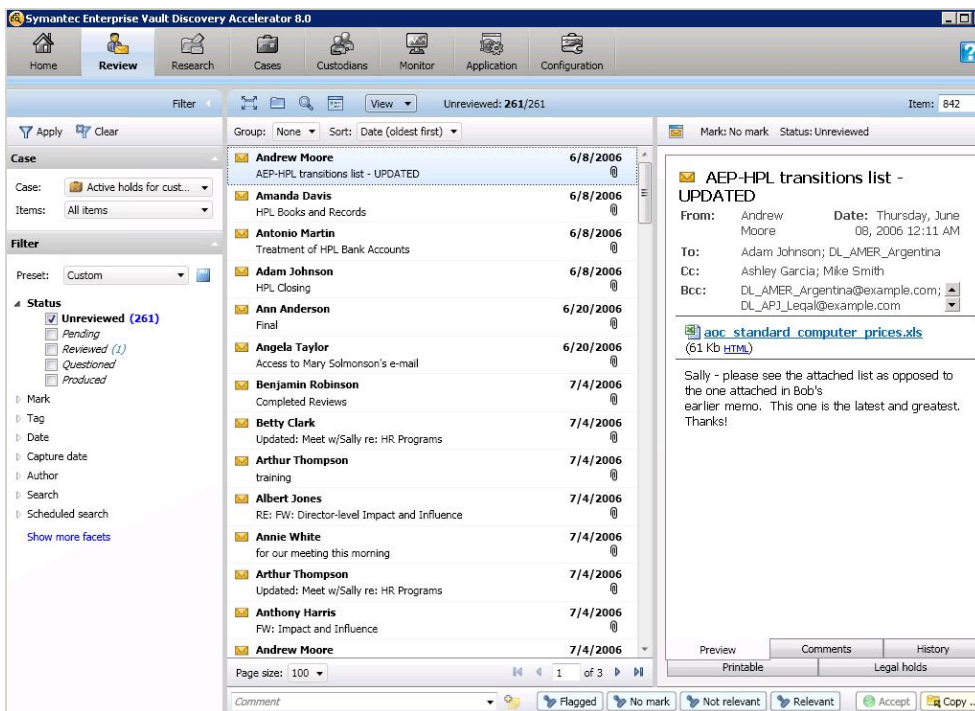 Symantec Enterprise Vault Discovery Accelerator 8.0
Home Review Research Cases Custodians Monitor Application Configuration
Filter
View Unreviewed: 261/261 Item: 842
Apply Clear
Group: None Sort: Date (oldest first)
Mark: No mark Status: Unreviewed
Case
Case: Active holds for cust...
Items: All items
Filter
Preset: Custom
Status
Unreviewed (261)
Pending
Reviewed (1)
Questioned
Produced
Mark
Tag
Date
Capture date
Author
Search
Scheduled search
Show more facets
Andrew Moore 6/8/2006
AEP-HPL transitions list - UPDATED
Amanda Davis 6/8/2006
HPL Books and Records
Antonio Martin 6/8/2006
Treatment of HPL Bank Accounts
Adam Johnson 6/8/2006
HPL Closing
Ann Anderson 6/20/2006
Final
Angela Taylor 6/20/2006
Access to Mary Solmonson's e-mail
Benjamin Robinson 7/4/2006
Completed Reviews
Betty Clark 7/4/2006
Updated: Meet w/Sally re: HR Programs
Arthur Thompson 7/4/2006
training
Albert Jones 7/4/2006
RE: FW: Director-level Impact and Influence
Annie White 7/4/2006
for our meeting this morning
Arthur Thompson 7/4/2006
Updated: Meet w/Sally re: HR Programs
Anthony Harris 7/4/2006
FW: Impact and Influence
Andrew Moore 7/4/2006
Page size: 100 1 of 3
AEP-HPL transitions list -
UPDATED
From: Andrew Date: Thursday, June
Moore 08, 2006 12:11 AM
To: Adam Johnson; DL_AMER_Argentina
Cc: Ashley Garcia; Mike Smith
Bcc: DL_AMER_Argentina@example.com;
DL_APJ_Legal@example.com
aoc_standard_computer_prices.xls
(61 Kb HTML)
Sally - please see the attached list as opposed to
the one attached in Bob's
earlier memo. This one is the latest and greatest.
Thanks!
Preview Comments History
Printable Legal holds
Comment Flagged No mark Not relevant Relevant Accept Copy ...